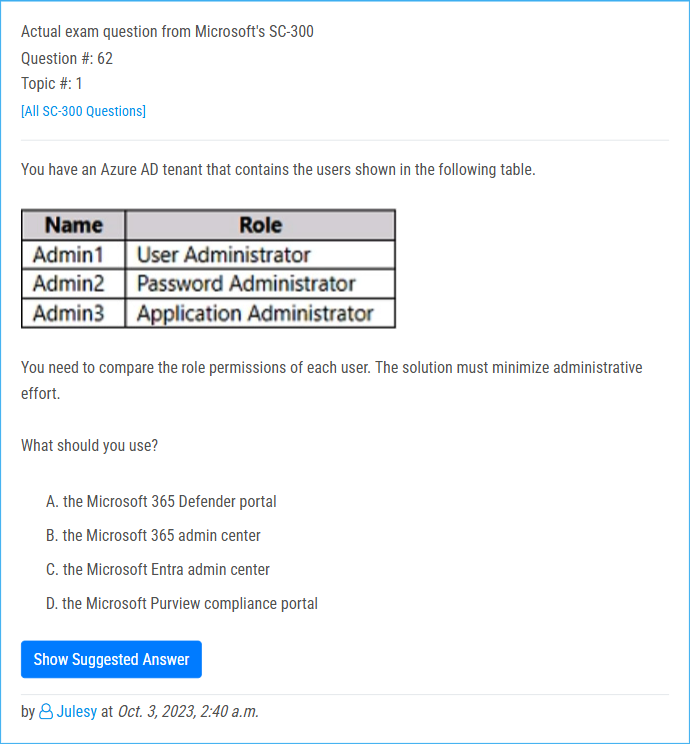 Actual exam question from Microsoft's SC-300
Question #: 62
Topic #: 1
[All SC-300 Questions]
You have an Azure AD tenant that contains the users shown in the following table.
Name Role
Admin1 User Administrator
Admin2 Password Administrator
Admin3 Application Administrator
You need to compare the role permissions of each user. The solution must minimize administrative
effort.
What should you use?
A. the Microsoft 365 Defender portal
B. the Microsoft 365 admin center
C. the Microsoft Entra admin center
D. the Microsoft Purview compliance portal
Show Suggested Answer
by Julesy at Oct. 3, 2023, 2:40 a.m.